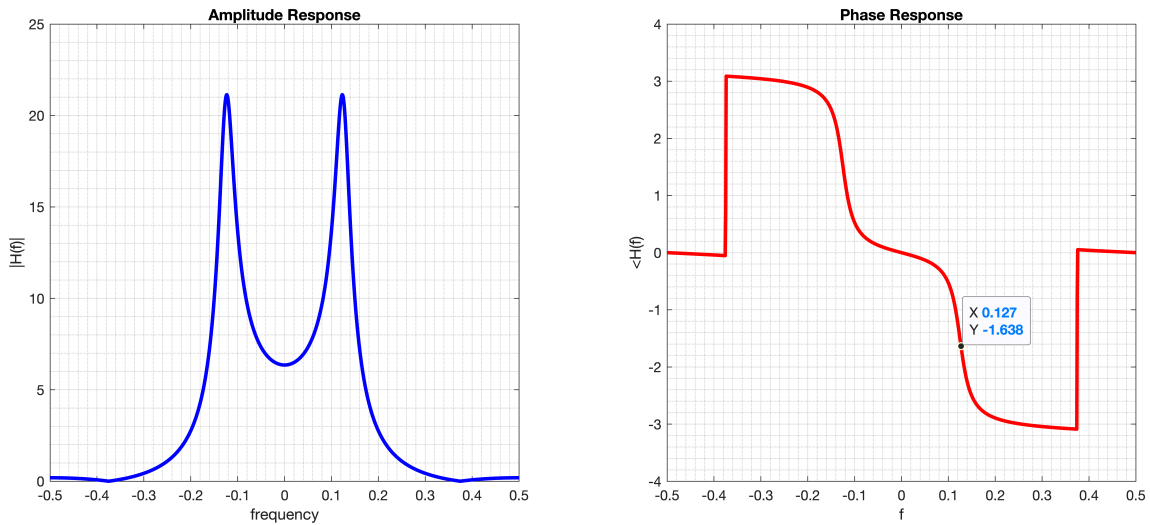 Amplitude Response
|H(f)|
25
20
15
10
5
0
-0.5 -0.4 -0.3 -0.2 -0.1 0 0.1 0.2 0.3 0.4 0.5
frequency
Phase Response
<H(f)
4
3
2
1
0
-1
-2
-3
-4
X 0.127
Y -1.638
-0.5 -0.4 -0.3 -0.2 -0.1 0 0.1 0.2 0.3 0.4 0.5
f